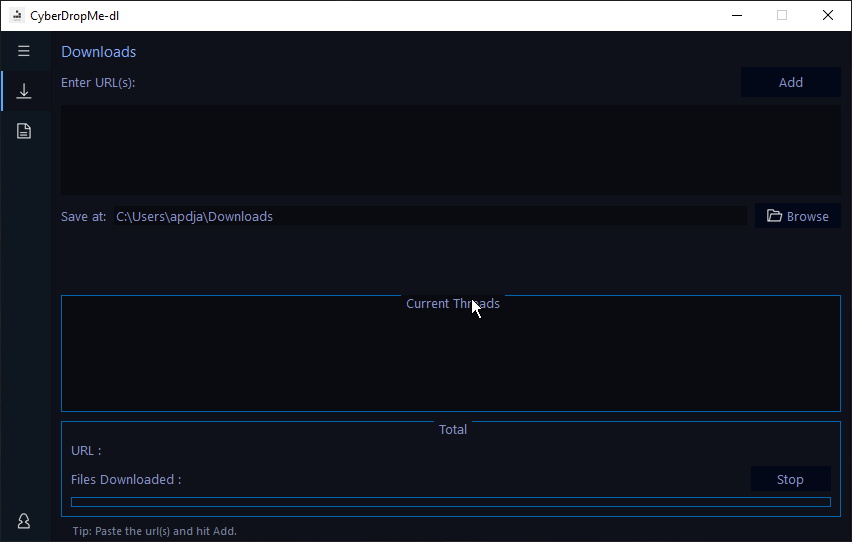 CyberDropMe-dl
Downloads
Enter URL(s):
Add
Save at: C:\Users\apdja\Downloads
Browse
Current Threads
Total
URL :
Files Downloaded :
Stop
Tip: Paste the url(s) and hit Add.